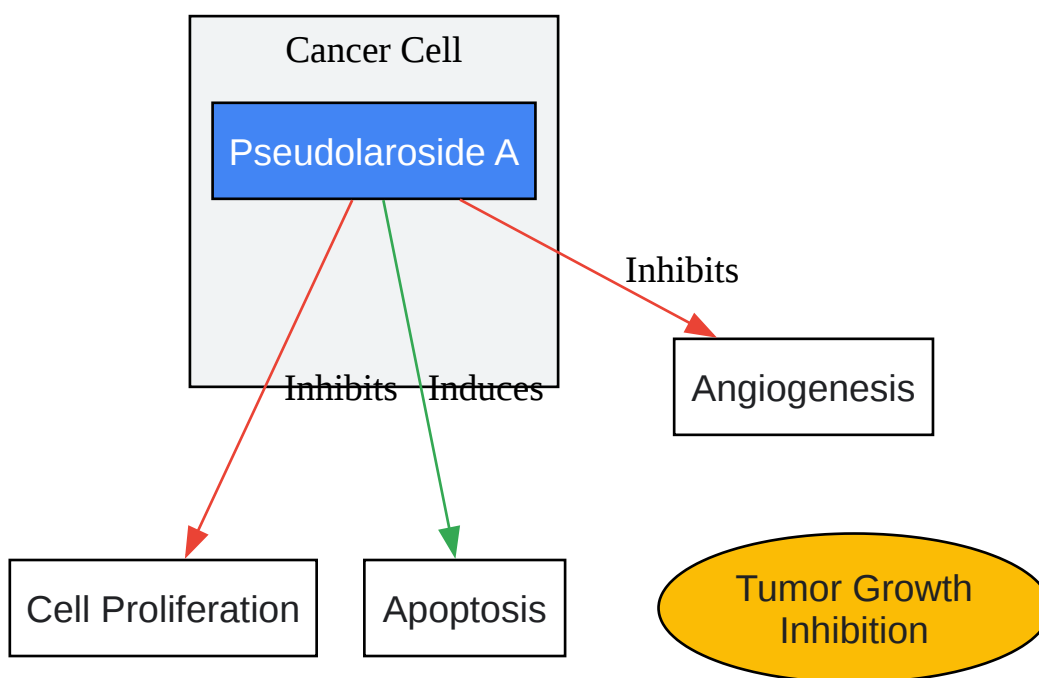 Cancer Cell
Pseudolaroside A
Inhibits
Inhibits
Induces
Angiogenesis
Cell Proliferation
Apoptosis
Tumor Growth
Inhibition